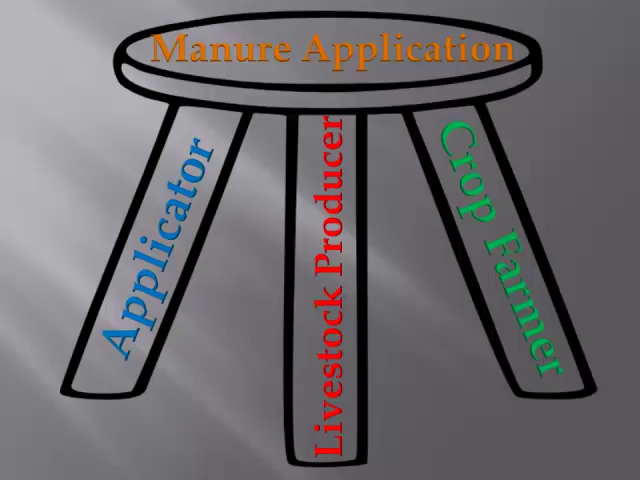 Manure Application
Applicator
Livestock Producer
Crop Farmer